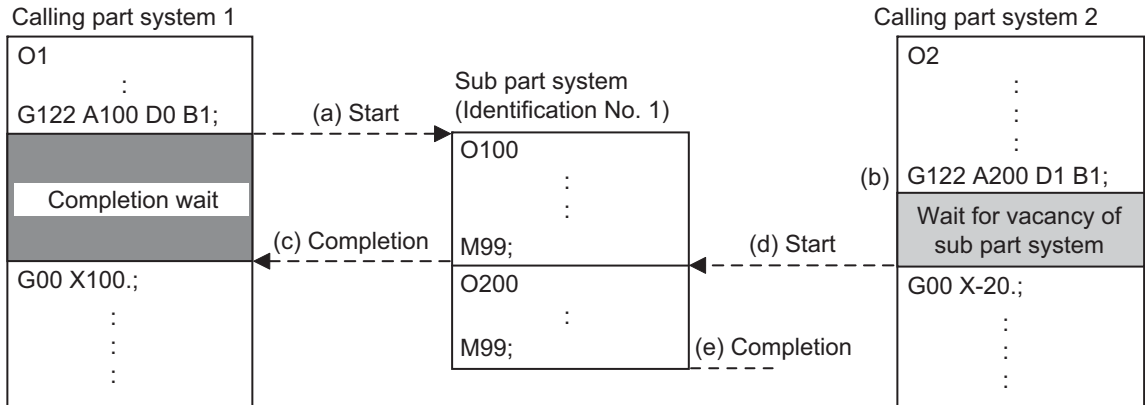 Calling part system 1
O1
:
G122 A100 D0 B1;
Completion wait
G00 X100.;
:
:
:
(a) Start
(c) Completion
Sub part system
(Identification No. 1)
O100
:
:
M99;
O200
:
M99;
(d) Start
(e) Completion
Calling part system 2
O2
:
:
:
(b) G122 A200 D1 B1;
Wait for vacancy of
sub part system
G00 X-20.;
:
:
: